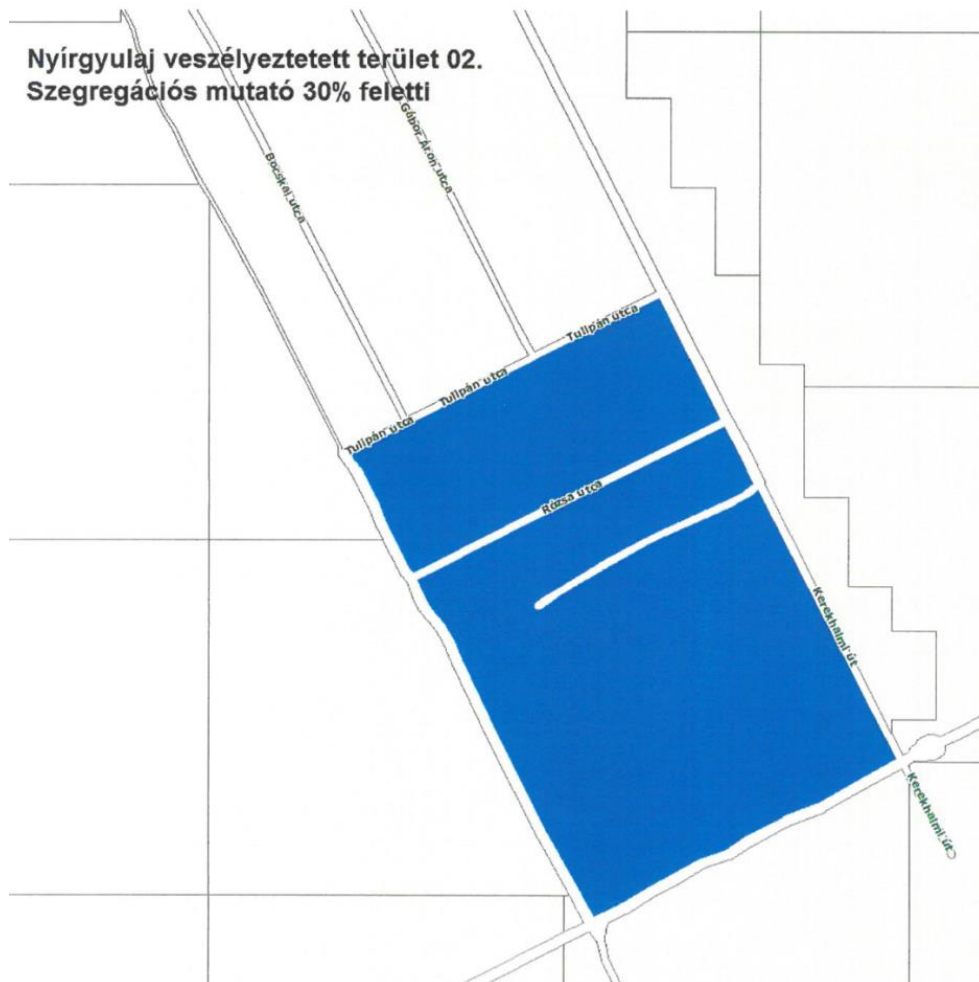 Nyírgyulaj veszélyeztetett terület 02.
Szegregációs mutató 30% feletti
Gábor Áron utca
Bocskai utca
Tulipán utca
Tulipán utca
Tulipán utca
Rózsa utca
Kerekhalmi út
Kerekhalmi út